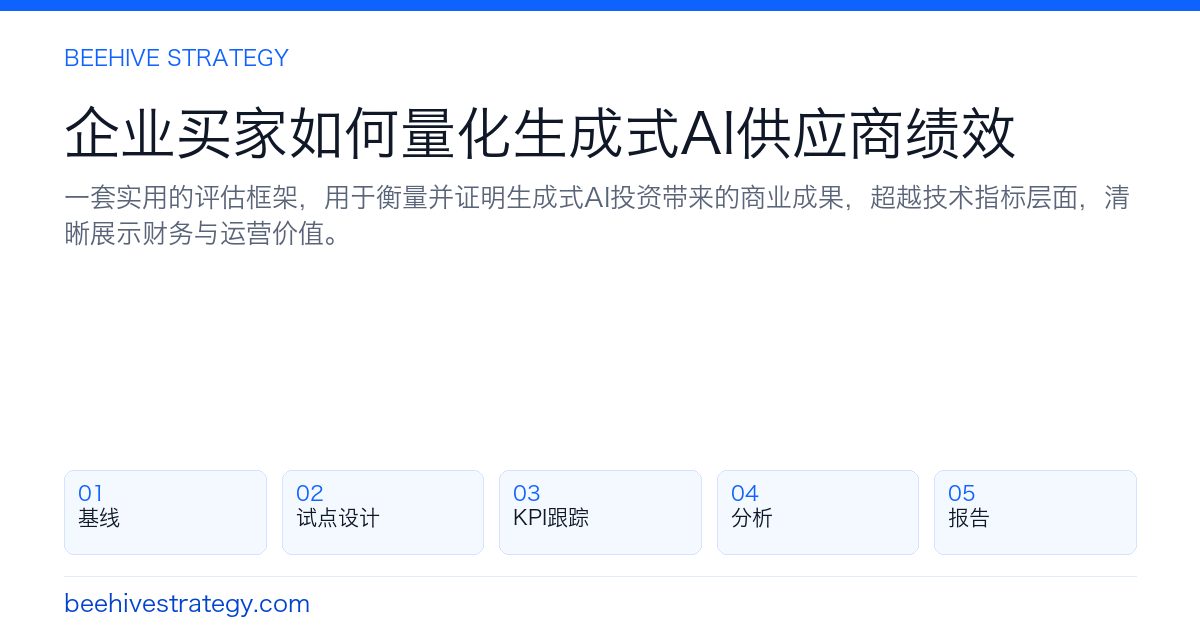 BEEHIVE STRATEGY
企业买家如何量化生成式AI供应商绩效
一套实用的评估框架，用于衡量并证明生成式AI投资带来的商业成果，超越技术指标层面，清
晰展示财务与运营价值。
01
基线
02
试点设计
03
KPI跟踪
04
分析
05
报告
beehivestrategy.com